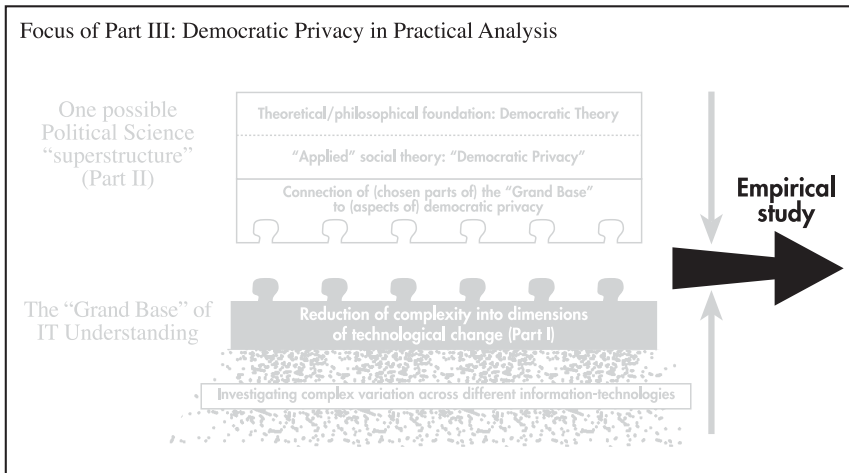 Focus of Part III: Democratic Privacy in Practical Analysis
One possible
Political Science
“superstructure”
(Part II)
Theoretical/philosophical foundation: Democratic Theory
“Applied” social theory: “Democratic Privacy”
Connection of (chosen parts of) the “Grand Base”
to (aspects of) democratic privacy
Empirical
study
The “Grand Base” of
IT Understanding
Reduction of complexity into dimensions
of technological change (Part I)
Investigating complex variation across different information-technologies